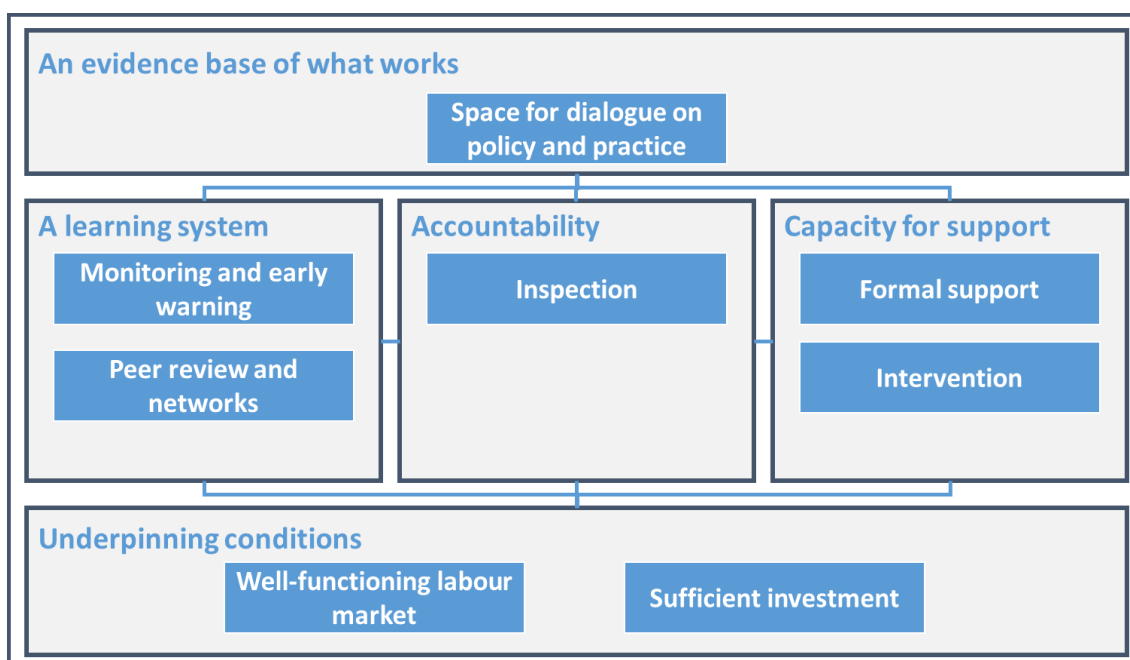 An evidence base of what works
Space for dialogue on
policy and practice
A learning system
Monitoring and early
warning
Peer review and
networks
Accountability
Inspection
Capacity for support
Formal support
Intervention
Underpinning conditions
Well-functioning labour
market
Sufficient investment